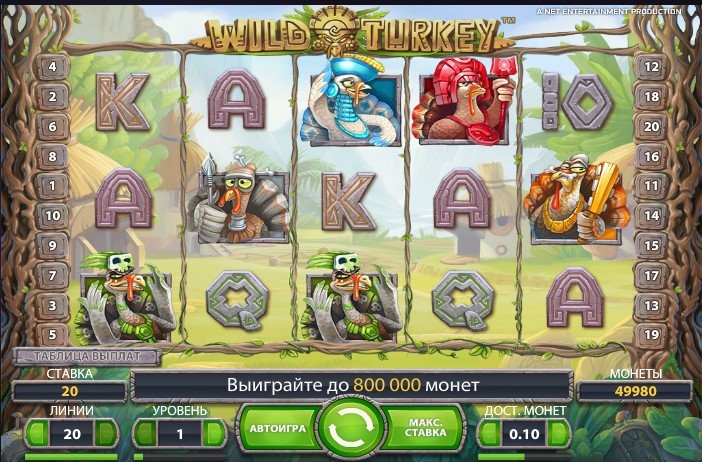 A NET ENTERTAINMENT PRODUCTION
WILD TURKEY™
4 12
K A 10
2 18
6 20
8 16
1 11
A K A
10 14
9 15
7 17
Q Q A
3 13
5 19
ТАБЛИЦА ВЫПЛАТ
СТАВКА МОНЕТЫ
20 Выиграйте до 800 000 монет 49980
ЛИНИИ УРОВЕНЬ ДОСТ. МОНЕТ
20 1 АВТОИГРА МАКС. СТАВКА 0.10